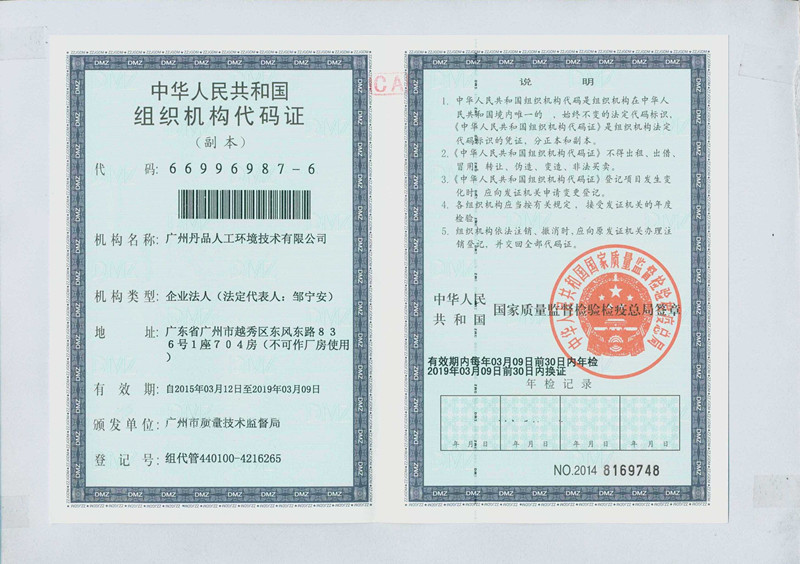 中华人民共和国
组织机构代码证
(副本)
代 码: 66996987-6
机构名称: 广州丹品人工环境技术有限公司
机构类型: 企业法人（法定代表人：邹宁安）
地 址: 广东省广州市越秀区东风东路83
6号1座704房（不可作厂房使用
）
有 效 期: 自2015年03月12日至2019年03月09日
颁发单位: 广州市质量技术监督局
登 记 号: 组代管440100-4216265
CA
说 明
1. 中华人民共和国组织机构代码是组织机构在中华人
民共和国境内唯一的 、始终不变的法定代码标识，
《中华人民共和国组织机构代码证》是组织机构法定
代码标识的凭证，分正本和副本。
2.《中华人民共和国组织机构代码证》不得出租、出借、
冒用、转让、伪造、变造、非法买卖。
3.《中华人民共和国组织机构代码证》登记项目发生变
化时，应向发证机关申请变更登记。
4. 各组织机构应当按有关规定，接受发证机关的年度
检验。
5. 组织机构依法注销、撤消时，应向原发证机关办理注
销登记，并交回全部代码证。
中华人民共和国国家质量监督检验检疫总局
中华人民
共 和 国
国家质量监督检验检疫总局签章
有效期内每年03月09日前30日内年检
2019年03月09日前30日内换证
年检记录
年 月 日 年 月 日 年 月 日 年 月 日
NO.2014 8169748